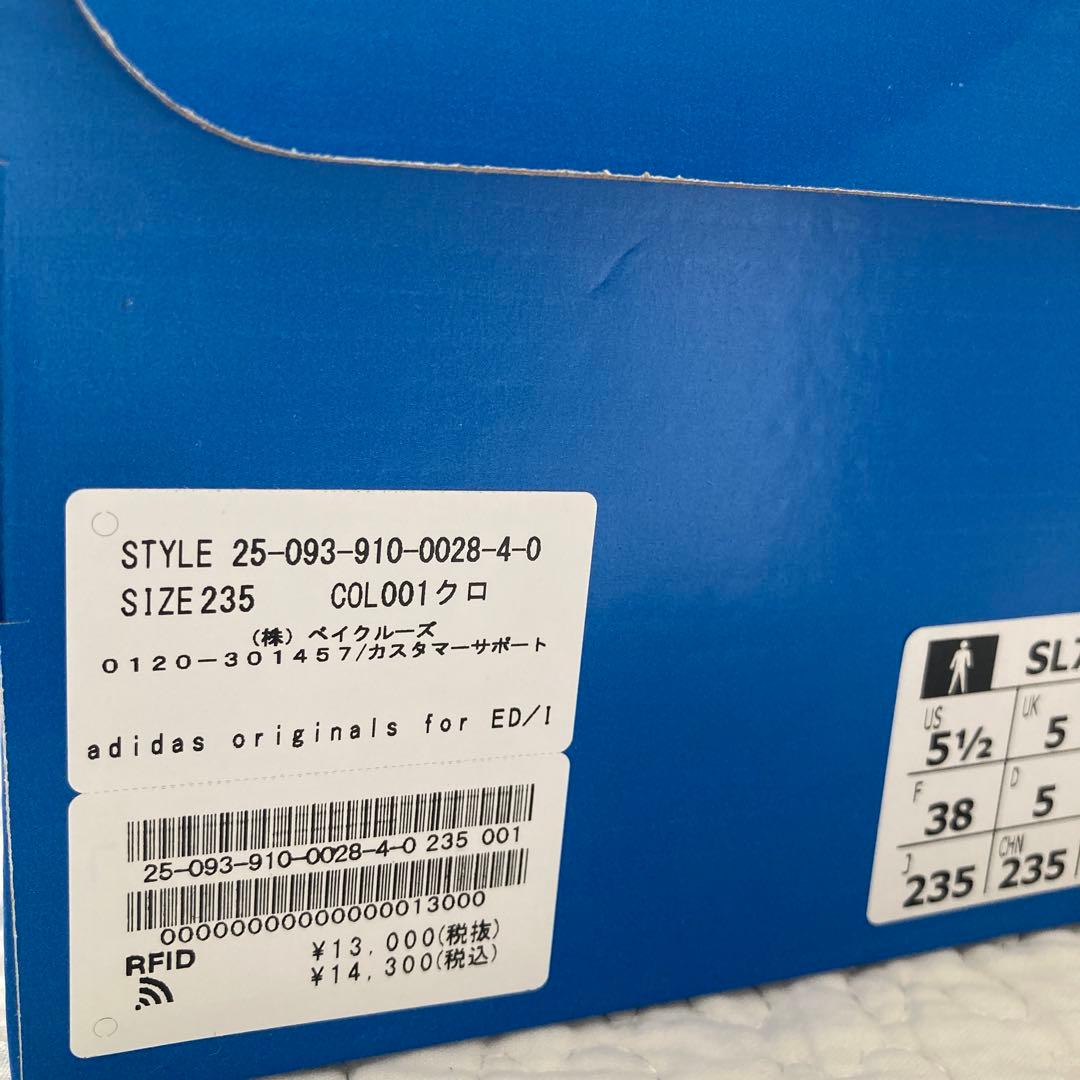 STYLE 25-093-910-0028-4-0
SIZE235 COL001クロ
(株) ベイクルーズ
0120-301457/カスタマーサポート
adidas originals for ED/I
25-093-910-0028-4-0 235 001
00000000000000013000
¥13,000(税抜)
RFID
¥14,300(税込)
SL7
US 5½ UK 5
F 38 D 5
J 235 CHN 235